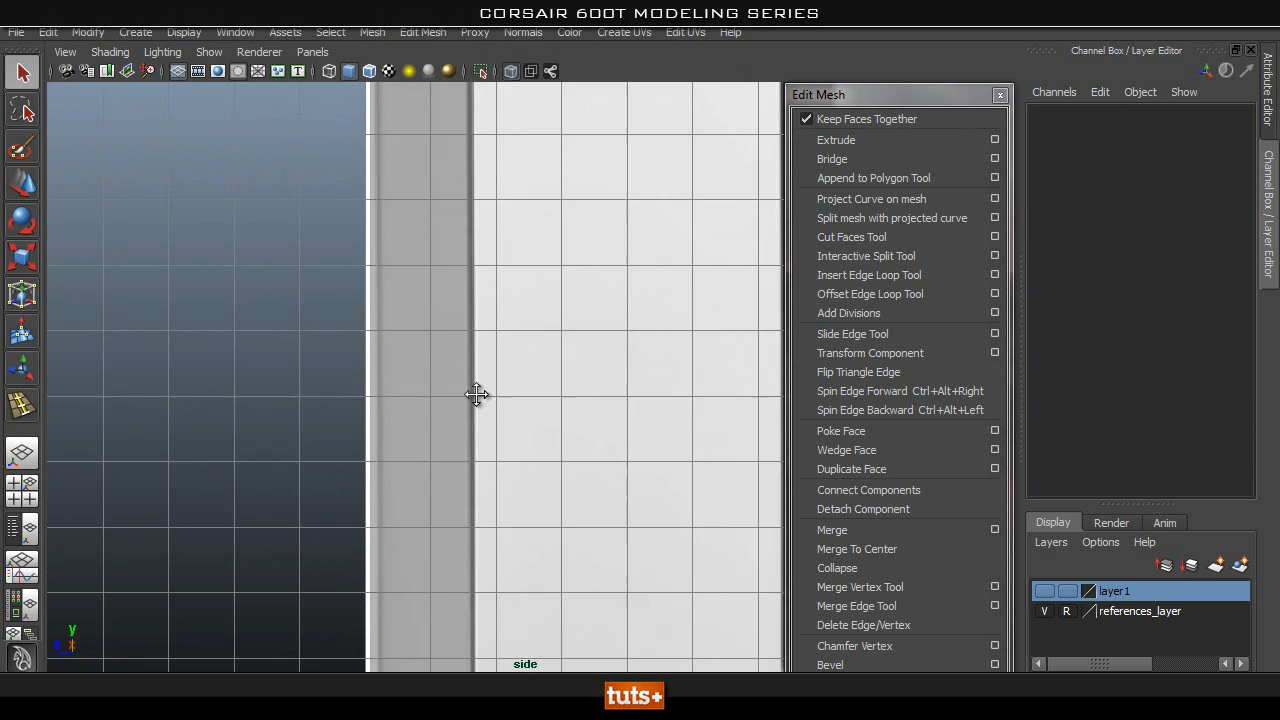 CORSAIR 600T MODELING SERIES
File Edit Modify Create Display Window Assets Select Mesh Edit Mesh Proxy Normals Color Create UVs Edit UVs Help
View Shading Lighting Show Renderer Panels
Channel Box / Layer Editor
Channels Edit Object Show
Attribute Editor
Channel Box / Layer Editor
Edit Mesh
Keep Faces Together
Extrude
Bridge
Append to Polygon Tool
Project Curve on mesh
Split mesh with projected curve
Cut Faces Tool
Interactive Split Tool
Insert Edge Loop Tool
Offset Edge Loop Tool
Add Divisions
Slide Edge Tool
Transform Component
Flip Triangle Edge
Spin Edge Forward Ctrl+Alt+Right
Spin Edge Backward Ctrl+Alt+Left
Poke Face
Wedge Face
Duplicate Face
Connect Components
Detach Component
Merge
Merge To Center
Collapse
Merge Vertex Tool
Merge Edge Tool
Delete Edge/Vertex
Chamfer Vertex
Bevel
Display Render Anim
Layers Options Help
layer1
V R references_layer
y
z x
side
tuts+